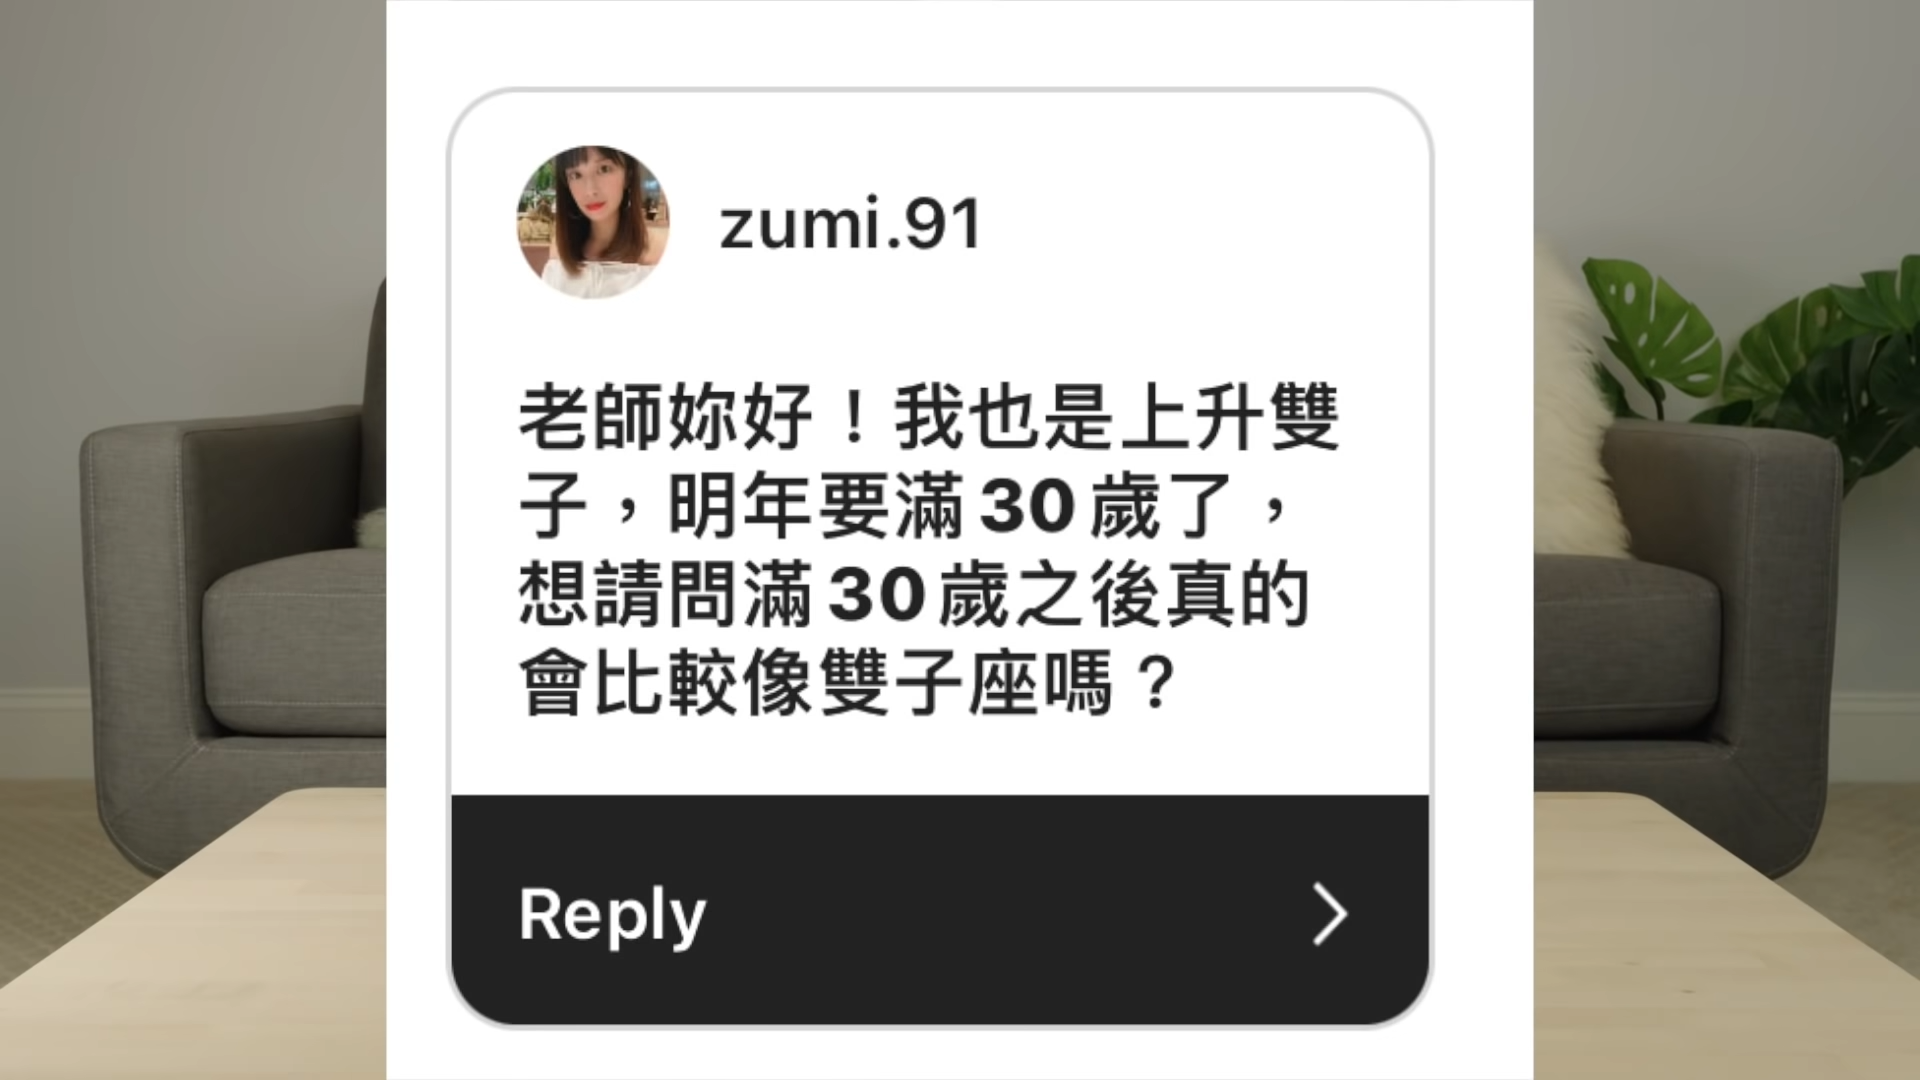 zumi.91
老師妳好！我也是上升雙
子，明年要滿30歲了，
想請問滿30歲之後真的
會比較像雙子座嗎？
Reply